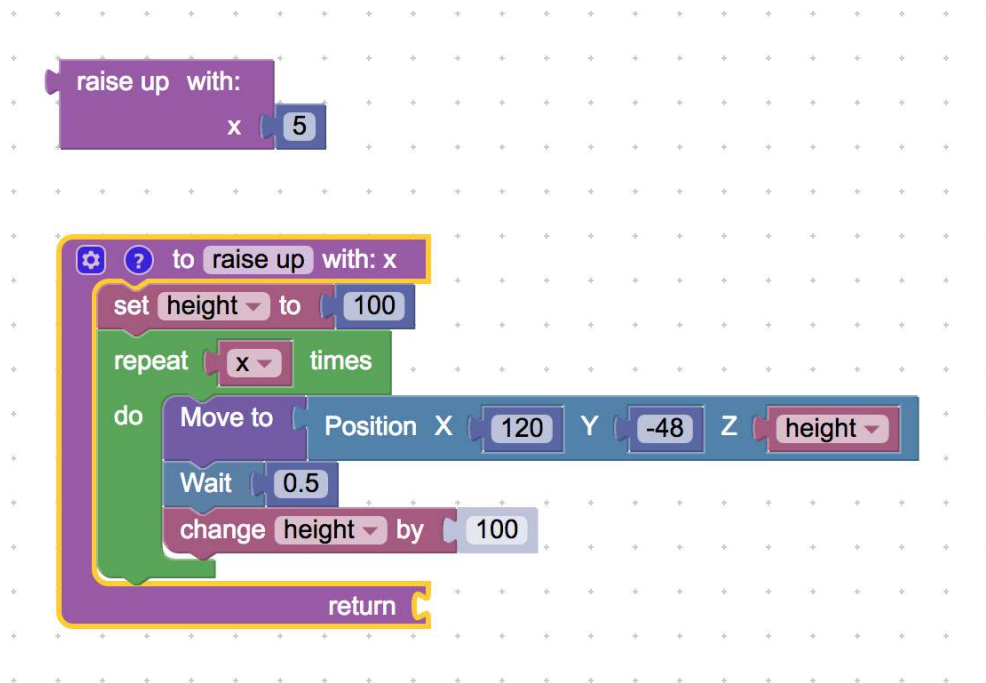 raise up with:
x 5
? to raise up with: x
set height to 100
repeat x times
do Move to Position X 120 Y -48 Z height
Wait 0.5
change height by 100
return